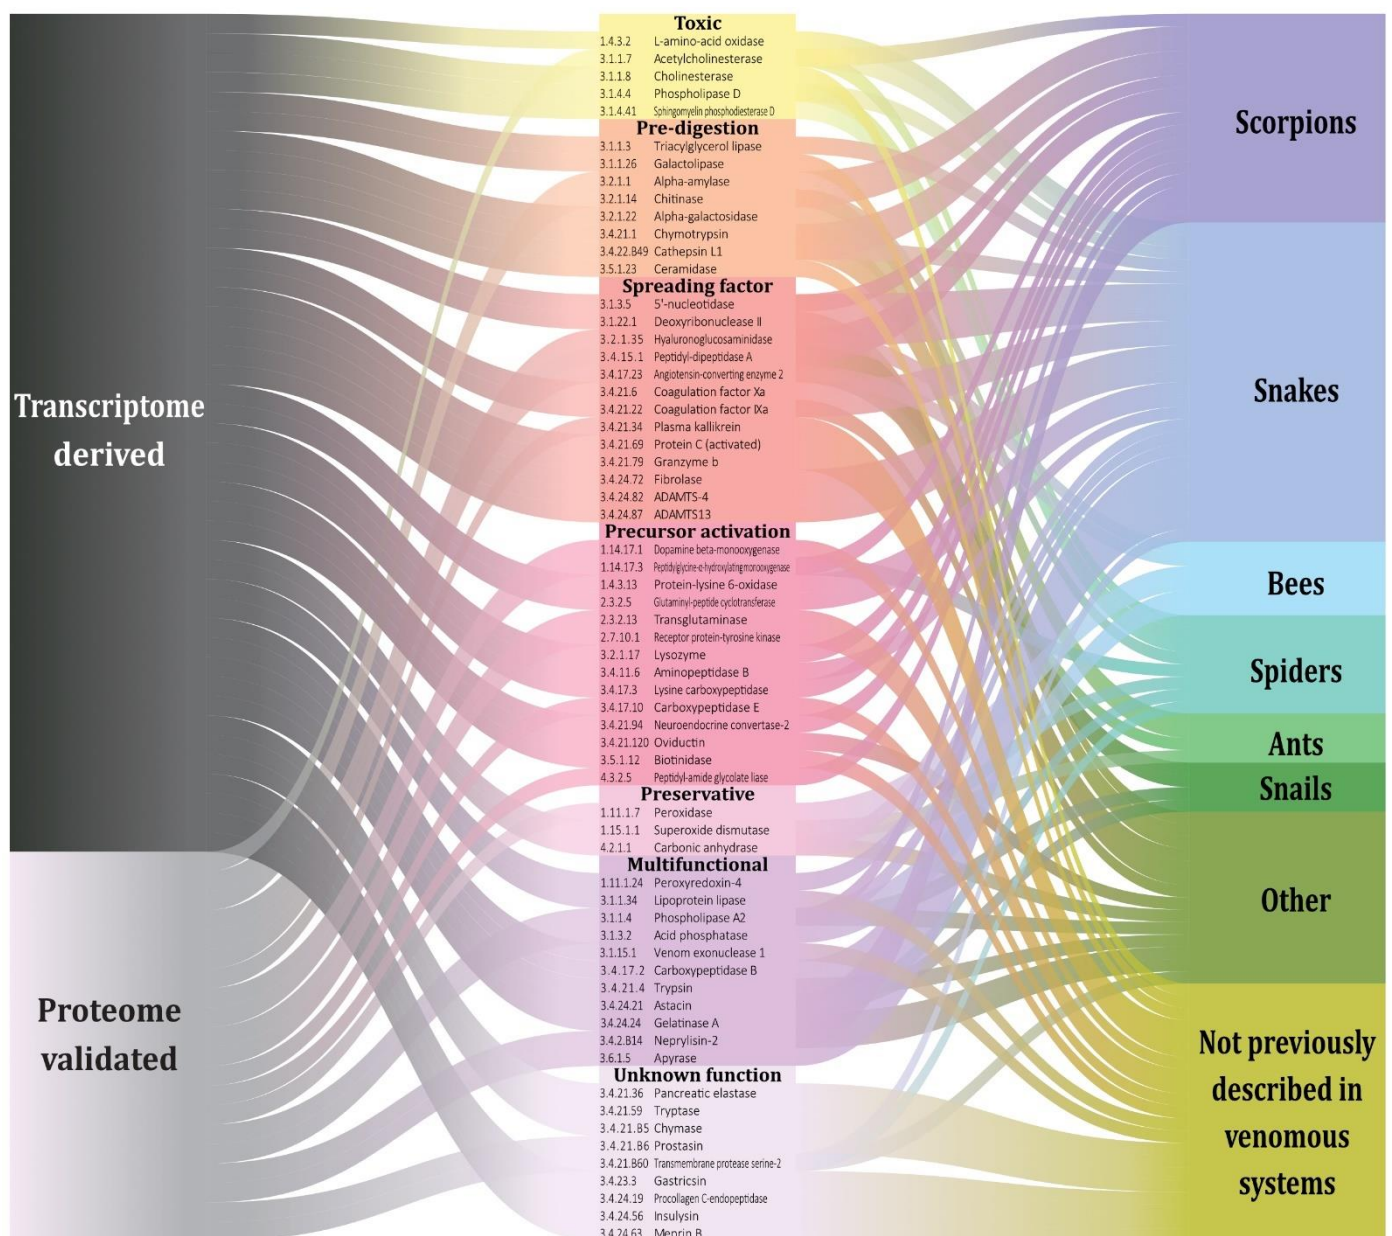 Transcriptome
derived
Proteome
validated
Toxic
1.4.3.2 L-amino-acid oxidase
3.1.1.7 Acetylcholinesterase
3.1.1.8 Cholinesterase
3.1.4.4 Phospholipase D
3.1.4.41 Sphingomyelin phosphodiesterase D
Pre-digestion
3.1.1.3 Triacylglycerol lipase
3.1.1.26 Galactolipase
3.2.1.1 Alpha-amylase
3.2.1.14 Chitinase
3.2.1.22 Alpha-galactosidase
3.4.21.1 Chymotrypsin
3.4.22.B49 Cathepsin L1
3.5.1.23 Ceramidase
Spreading factor
3.1.3.5 5'-nucleotidase
3.1.22.1 Deoxyribonuclease II
3.2.1.35 Hyaluronoglucosaminidase
3.4.15.1 Peptidyl-dipeptidase A
3.4.17.23 Angiotensin-converting enzyme 2
3.4.21.6 Coagulation factor Xa
3.4.21.22 Coagulation factor IXa
3.4.21.34 Plasma kallikrein
3.4.21.69 Protein C (activated)
3.4.21.79 Granzyme b
3.4.24.72 Fibrolase
3.4.24.82 ADAMTS-4
3.4.24.87 ADAMTS13
Precursor activation
1.14.17.1 Dopamine beta-monooxygenase
1.14.17.3 Peptidylglycine-α-hydroxylating monooxygenase
1.4.3.13 Protein-lysine 6-oxidase
2.3.2.5 Glutaminyl-peptide cyclotransferase
2.3.2.13 Transglutaminase
2.7.10.1 Receptor protein-tyrosine kinase
3.2.1.17 Lysozyme
3.4.11.6 Aminopeptidase B
3.4.17.3 Lysine carboxypeptidase
3.4.17.10 Carboxypeptidase E
3.4.21.94 Neuroendocrine convertase-2
3.4.21.120 Oviductin
3.5.1.12 Biotinidase
4.3.2.5 Peptidyl-amide glycolate liase
Preservative
1.11.1.7 Peroxidase
1.15.1.1 Superoxide dismutase
4.2.1.1 Carbonic anhydrase
Multifunctional
1.11.1.24 Peroxyredoxin-4
3.1.1.34 Lipoprotein lipase
3.1.1.4 Phospholipase A2
3.1.3.2 Acid phosphatase
3.1.15.1 Venom exonuclease 1
3.4.17.2 Carboxypeptidase B
3.4.21.4 Trypsin
3.4.24.21 Astacin
3.4.24.24 Gelatinase A
3.4.2.B14 Neprylisin-2
3.6.1.5 Apyrase
Unknown function
3.4.21.36 Pancreatic elastase
3.4.21.59 Tryptase
3.4.21.B5 Chymase
3.4.21.B6 Prostasin
3.4.21.B60 Transmembrane protease serine-2
3.4.23.3 Gastricsin
3.4.24.19 Procollagen C-endopeptidase
3.4.24.56 Insulysin
3.4.24.63 Meprin B
Scorpions
Snakes
Bees
Spiders
Ants
Snails
Other
Not previously
described in
venomous
systems